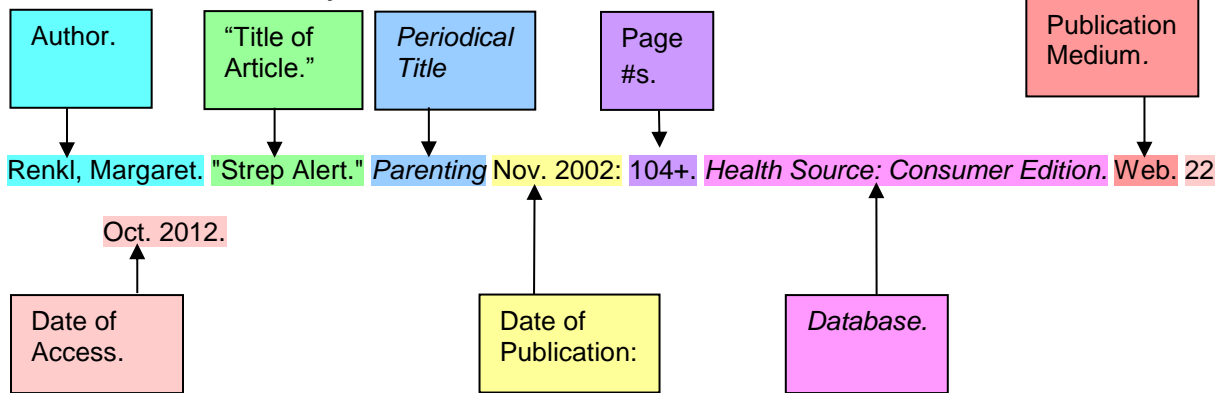 Author.
“Title of
Article.”
Periodical
Title
Page
#s.
Publication
Medium.
Renkl, Margaret. "Strep Alert." Parenting Nov. 2002: 104+. Health Source: Consumer Edition. Web. 22
Oct. 2012.
Date of
Access.
Date of
Publication:
Database.